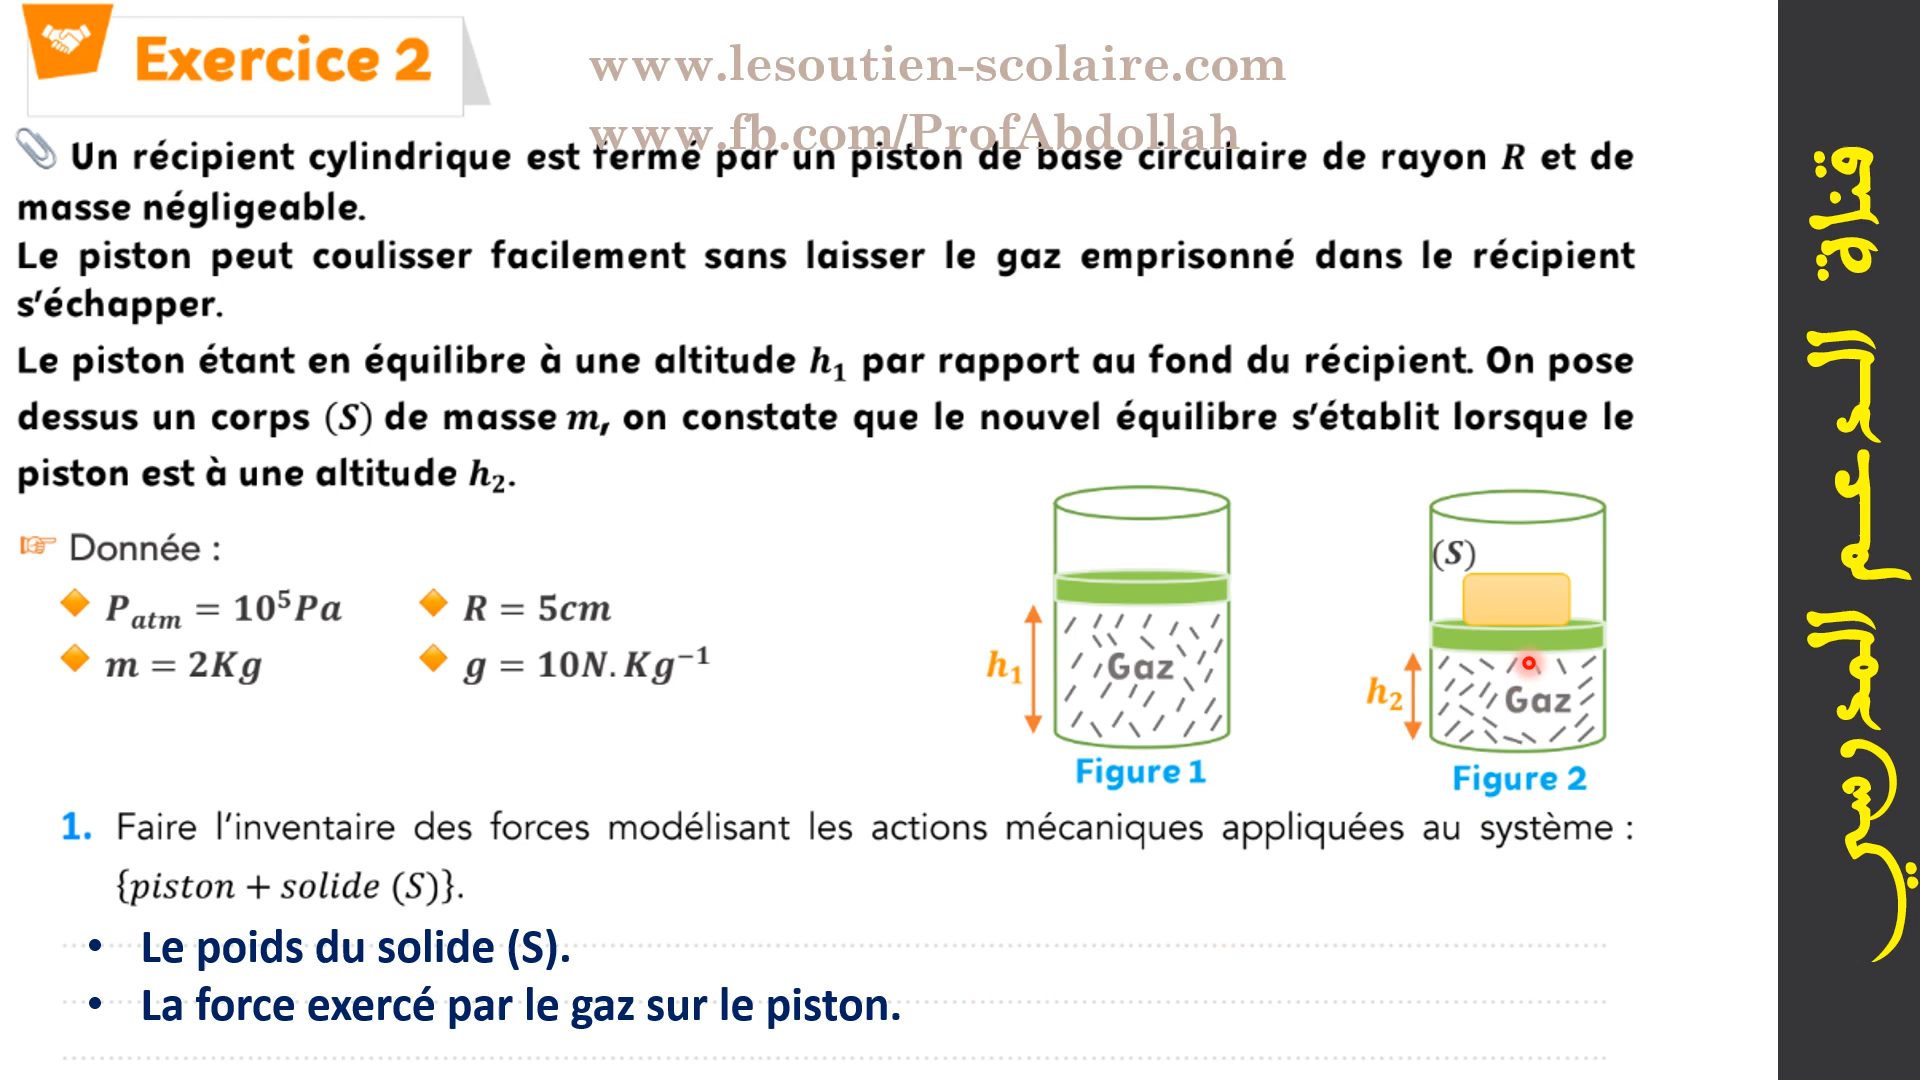 Exercice 2
www.lesoutien-scolaire.com
www.fb.com/ProfAbdollah
Un récipient cylindrique est fermé par un piston de base circulaire de rayon R et de
masse négligeable.
Le piston peut coulisser facilement sans laisser le gaz emprisonné dans le récipient
s’échapper.
Le piston étant en équilibre à une altitude h₁ par rapport au fond du récipient. On pose
dessus un corps (S) de masse m, on constate que le nouvel équilibre s’établit lorsque le
piston est à une altitude h₂.
Donnée :
P_atm = 10⁵Pa
R = 5cm
m = 2Kg
g = 10N.Kg⁻¹
h₁
Gaz
Figure 1
(S)
h₂
Gaz
Figure 2
1. Faire l’inventaire des forces modélisant les actions mécaniques appliquées au système :
{piston + solide (S)}.
• Le poids du solide (S).
• La force exercé par le gaz sur le piston.
قناة الدعم المدرسي